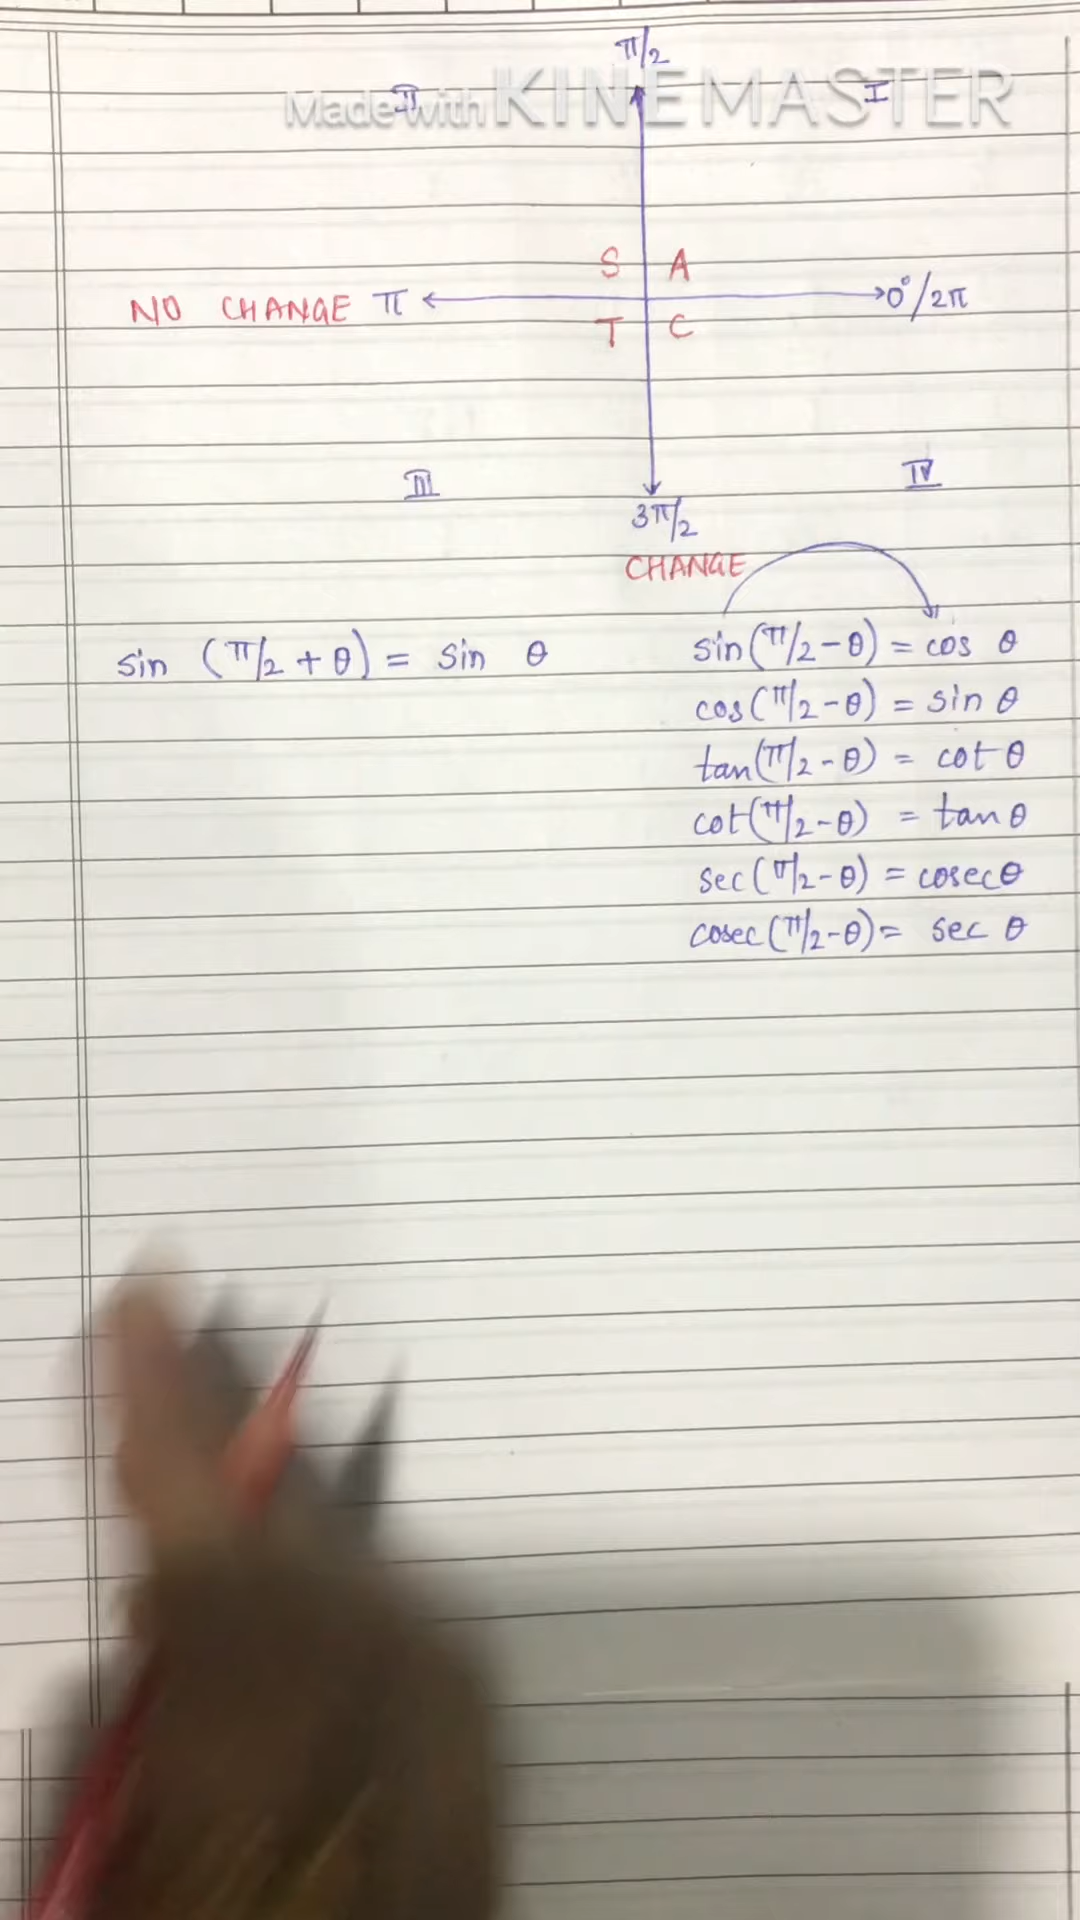 π/2
Made with KINEMASTER
II
I
S A
NO CHANGE π
0°/2π
T C
III
IV
3π/2
CHANGE
sin (π/2 + θ) = sin θ
sin(π/2 - θ) = cos θ
cos(π/2 - θ) = sin θ
tan(π/2 - θ) = cot θ
cot(π/2 - θ) = tan θ
sec(π/2 - θ) = cosec θ
cosec(π/2 - θ) = sec θ